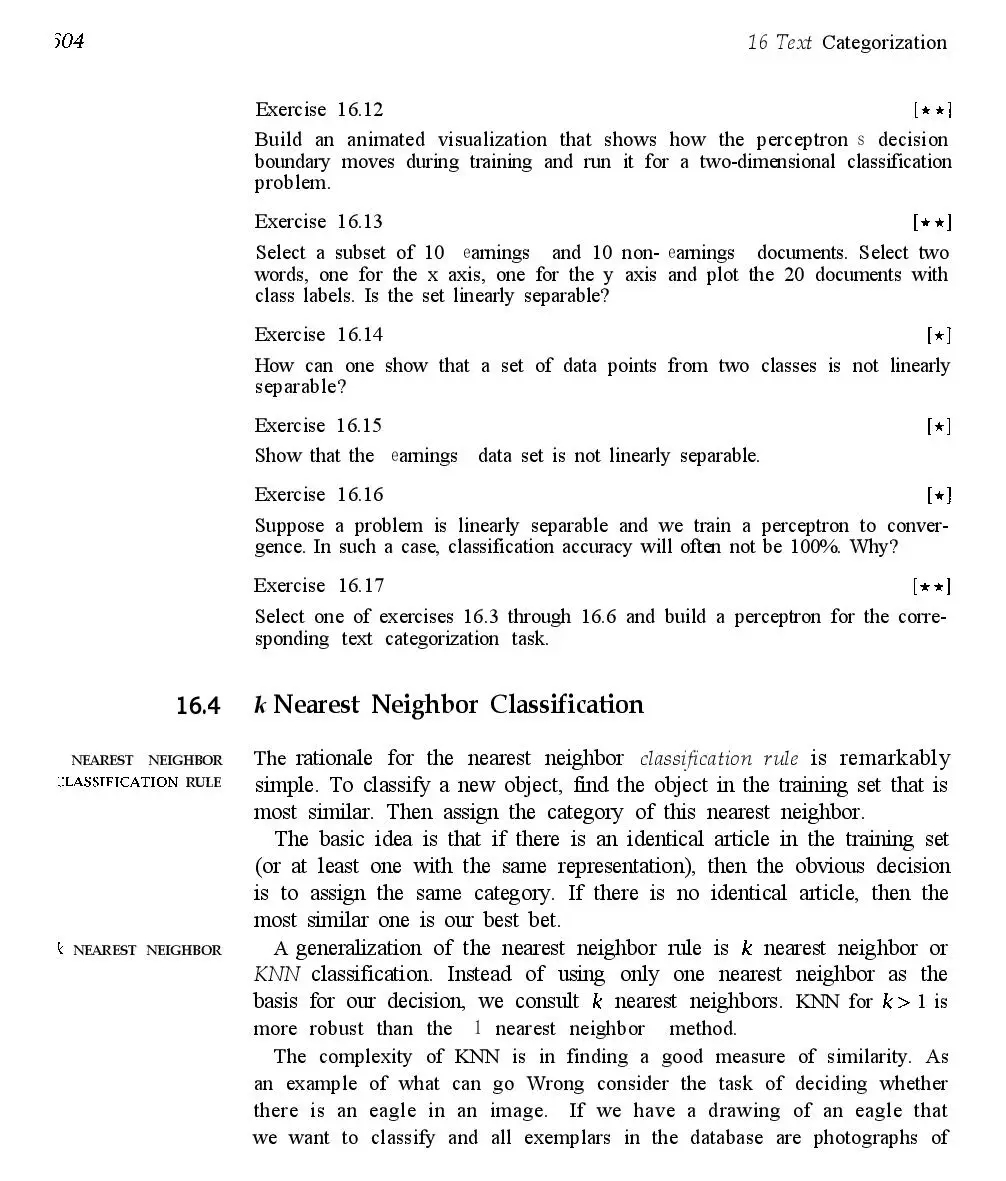 604
16 Text Categorization
Exercise 16.12 [★★]
Build an animated visualization that shows how the perceptron s decision
boundary moves during training and run it for a two-dimensional classification
problem.
Exercise 16.13 [★★]
Select a subset of 10 earnings and 10 non- earnings documents. Select two
words, one for the x axis, one for the y axis and plot the 20 documents with
class labels. Is the set linearly separable?
Exercise 16.14 [★]
How can one show that a set of data points from two classes is not linearly
separable?
Exercise 16.15 [★]
Show that the earnings data set is not linearly separable.
Exercise 16.16 [★]
Suppose a problem is linearly separable and we train a perceptron to conver-
gence. In such a case, classification accuracy will often not be 100%. Why?
Exercise 16.17 [★★]
Select one of exercises 16.3 through 16.6 and build a perceptron for the corre-
sponding text categorization task.
16.4 k Nearest Neighbor Classification
NEAREST NEIGHBOR
CLASSIFICATION RULE
The rationale for the nearest neighbor classification rule is remarkably
simple. To classify a new object, find the object in the training set that is
most similar. Then assign the category of this nearest neighbor.
The basic idea is that if there is an identical article in the training set
(or at least one with the same representation), then the obvious decision
is to assign the same category. If there is no identical article, then the
most similar one is our best bet.
k NEAREST NEIGHBOR
A generalization of the nearest neighbor rule is k nearest neighbor or
KNN classification. Instead of using only one nearest neighbor as the
basis for our decision, we consult k nearest neighbors. KNN for k > 1 is
more robust than the 1 nearest neighbor method.
The complexity of KNN is in finding a good measure of similarity. As
an example of what can go Wrong consider the task of deciding whether
there is an eagle in an image. If we have a drawing of an eagle that
we want to classify and all exemplars in the database are photographs of